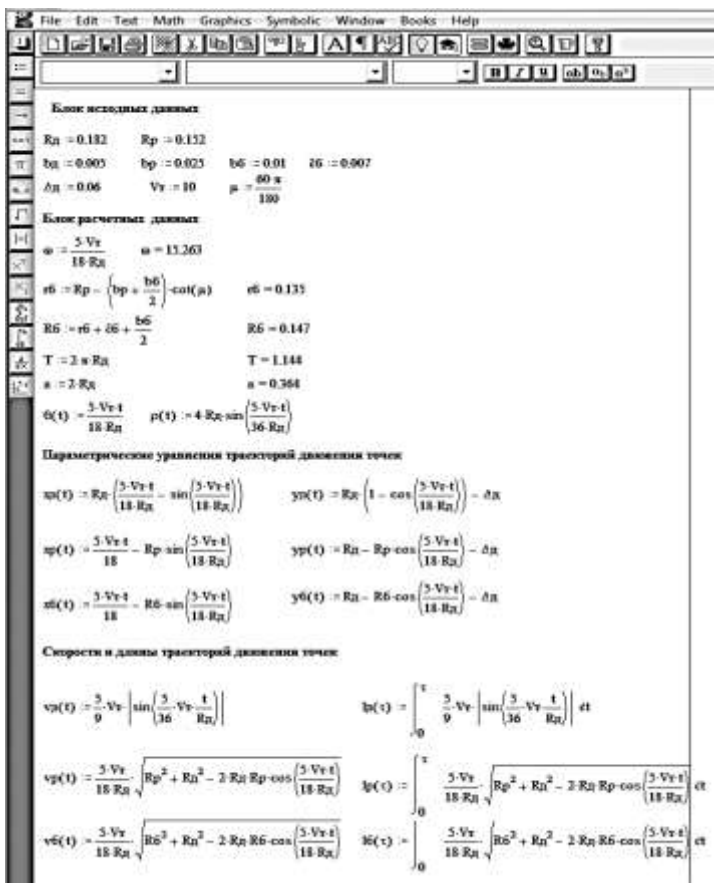 File Edit Text Math Graphics Symbolic Window Books Help
Блок исходных данных
Rд := 0.182 Rр := 0.152
bд := 0.005 bр := 0.025 bб := 0.01 δб := 0.007
Δд := 0.06 Vт := 10 μ := 60·π/180
Блок расчетных данных
ω := 5·Vт/(18·Rд) ω = 15.263
rб := Rр − (bр + bб/2)·cot(μ) rб = 0.135
Rб := rб + δб + bб/2 Rб = 0.147
T := 2·π·Rд T = 1.144
a := 2·Rд a = 0.364
θ(t) := 5·Vт·t/(18·Rд) ρ(t) := 4·Rд·sin(5·Vт·t/(36·Rд))
Параметрические уравнения траекторий движения точек
xд(t) := Rд·(5·Vт·t/(18·Rд) − sin(5·Vт·t/(18·Rд))) yд(t) := Rд·(1 − cos(5·Vт·t/(18·Rд))) − Δд
xр(t) := 5·Vт·t/18 − Rр·sin(5·Vт·t/(18·Rд)) yр(t) := Rд − Rр·cos(5·Vт·t/(18·Rд)) − Δд
xб(t) := 5·Vт·t/18 − Rб·sin(5·Vт·t/(18·Rд)) yб(t) := Rд − Rб·cos(5·Vт·t/(18·Rд)) − Δд
Скорости и длины траекторий движения точек
vд(t) := 5/9·Vт·|sin(5/36·Vт·t/Rд)| lд(τ) := ∫₀^τ 5/9·Vт·|sin(5/36·Vт·t/Rд)| dt
vр(t) := 5·Vт/(18·Rд)·√(Rр² + Rд² − 2·Rд·Rр·cos(5·Vт·t/(18·Rд))) lр(τ) := ∫₀^τ 5·Vт/(18·Rд)·√(Rр² + Rд² − 2·Rд·Rр·cos(5·Vт·t/(18·Rд))) dt
vб(t) := 5·Vт/(18·Rд)·√(Rб² + Rд² − 2·Rд·Rб·cos(5·Vт·t/(18·Rд))) lб(τ) := ∫₀^τ 5·Vт/(18·Rд)·√(Rб² + Rд² − 2·Rд·Rб·cos(5·Vт·t/(18·Rд))) dt